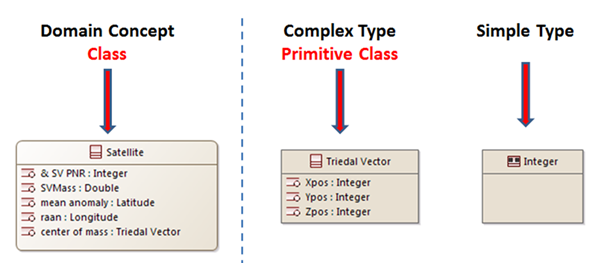 Domain Concept
Class
Complex Type
Primitive Class
Simple Type
Satellite
& SV PNR : Integer
SVMass : Double
mean anomaly : Latitude
raan : Longitude
center of mass : Triedal Vector
Triedal Vector
Xpos : Integer
Ypos : Integer
Zpos : Integer
Integer